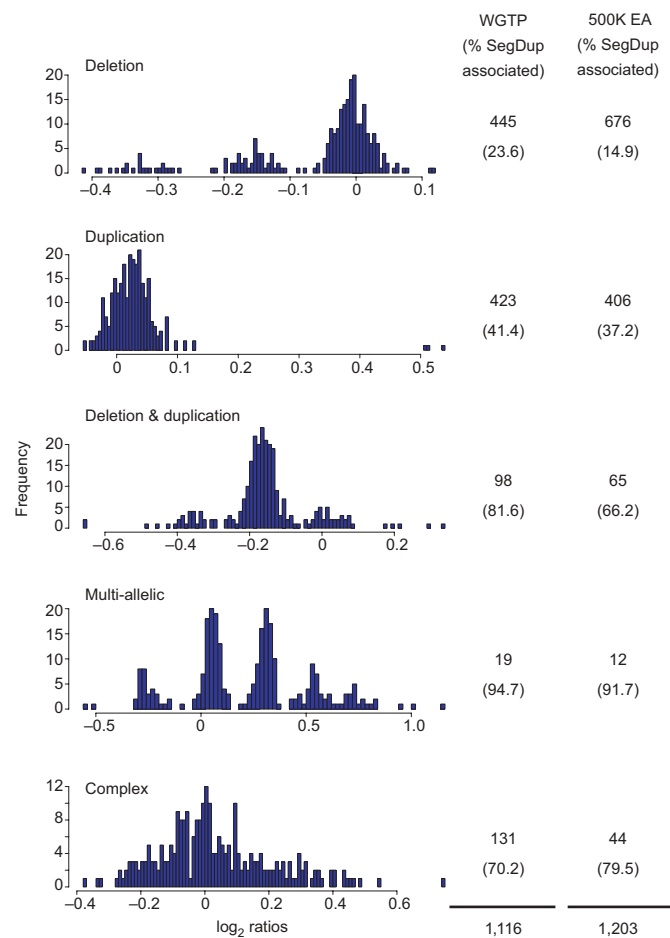 WGTP 500K EA
(% SegDup (% SegDup
associated) associated)
Deletion
20
15
10
5
0
445 676
(23.6) (14.9)
–0.4 –0.3 –0.2 –0.1 0 0.1
Duplication
20
15
10
5
0
423 406
(41.4) (37.2)
0 0.1 0.2 0.3 0.4 0.5
Deletion & duplication
Frequency
20
15
10
5
0
98 65
(81.6) (66.2)
–0.6 –0.4 –0.2 0 0.2
Multi-allelic
20
15
10
5
0
19 12
(94.7) (91.7)
–0.5 0 0.5 1.0
Complex
12
8
4
0
131 44
(70.2) (79.5)
–0.4 –0.2 0 0.2 0.4 0.6
log2 ratios
1,116 1,203